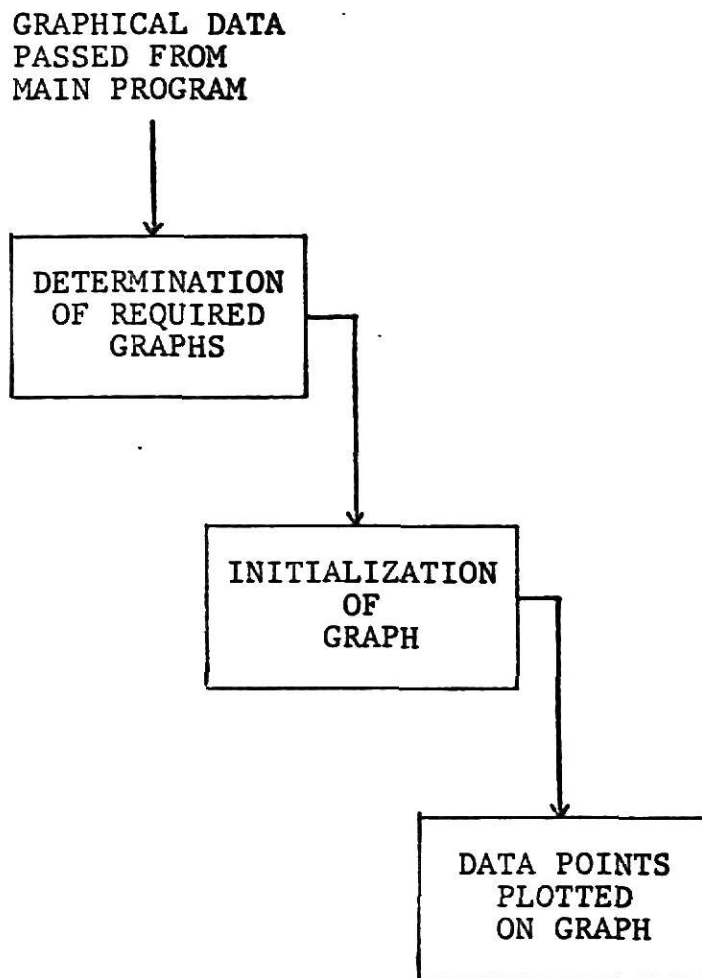 GRAPHICAL DATA
PASSED FROM
MAIN PROGRAM
DETERMINATION
OF REQUIRED
GRAPHS
INITIALIZATION
OF
GRAPH
DATA POINTS
PLOTTED
ON GRAPH